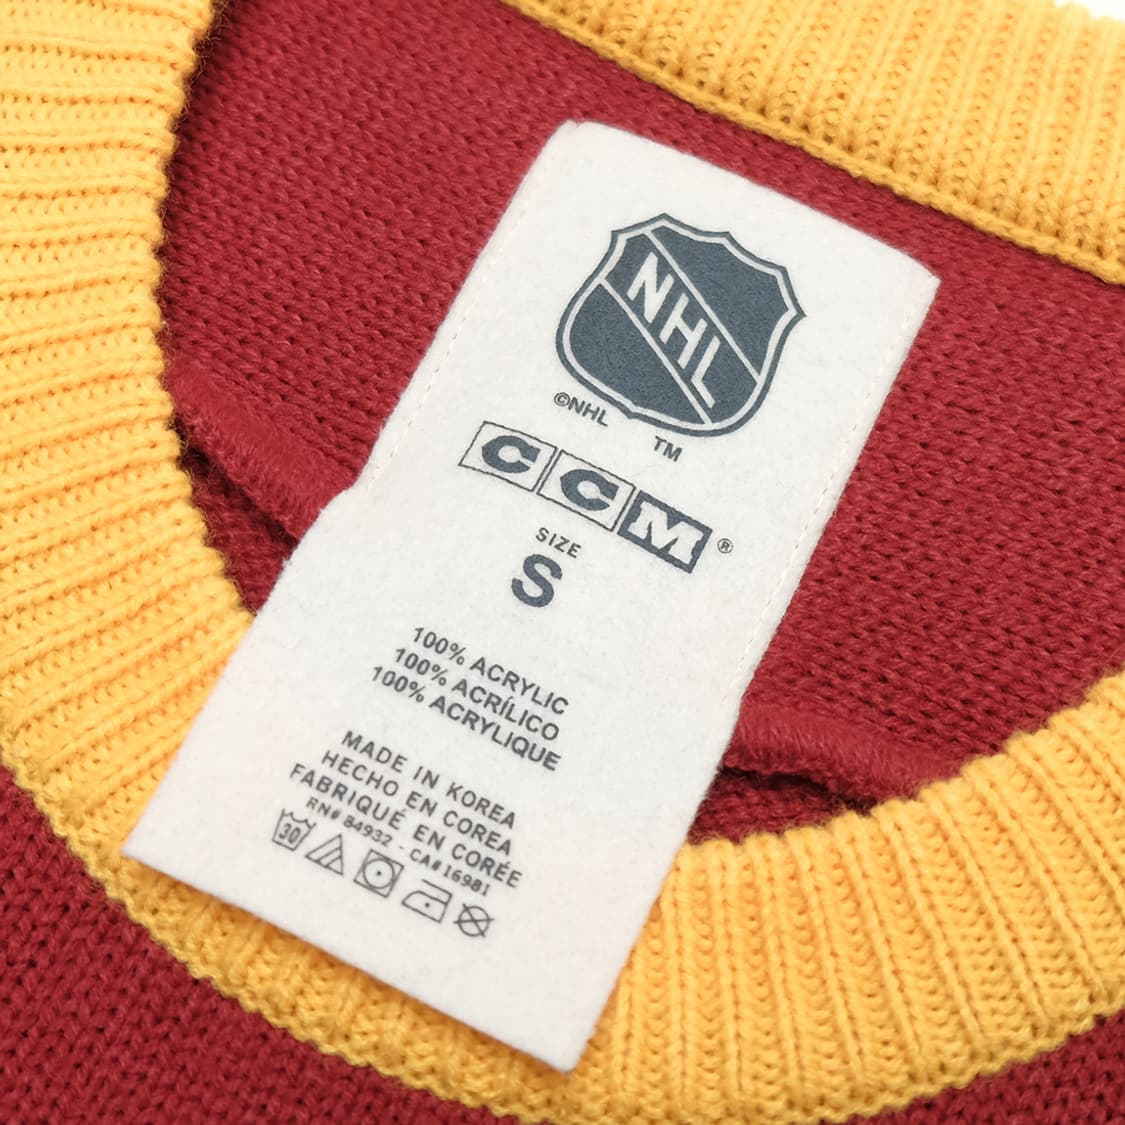 NHL
©NHL
TM
CCM®
SIZE
S
100% ACRYLIC
100% ACRÍLICO
100% ACRYLIQUE
MADE IN KOREA
HECHO EN COREA
FABRIQUÉ EN CORÉE
RN# 84932 - CA# 16981
30